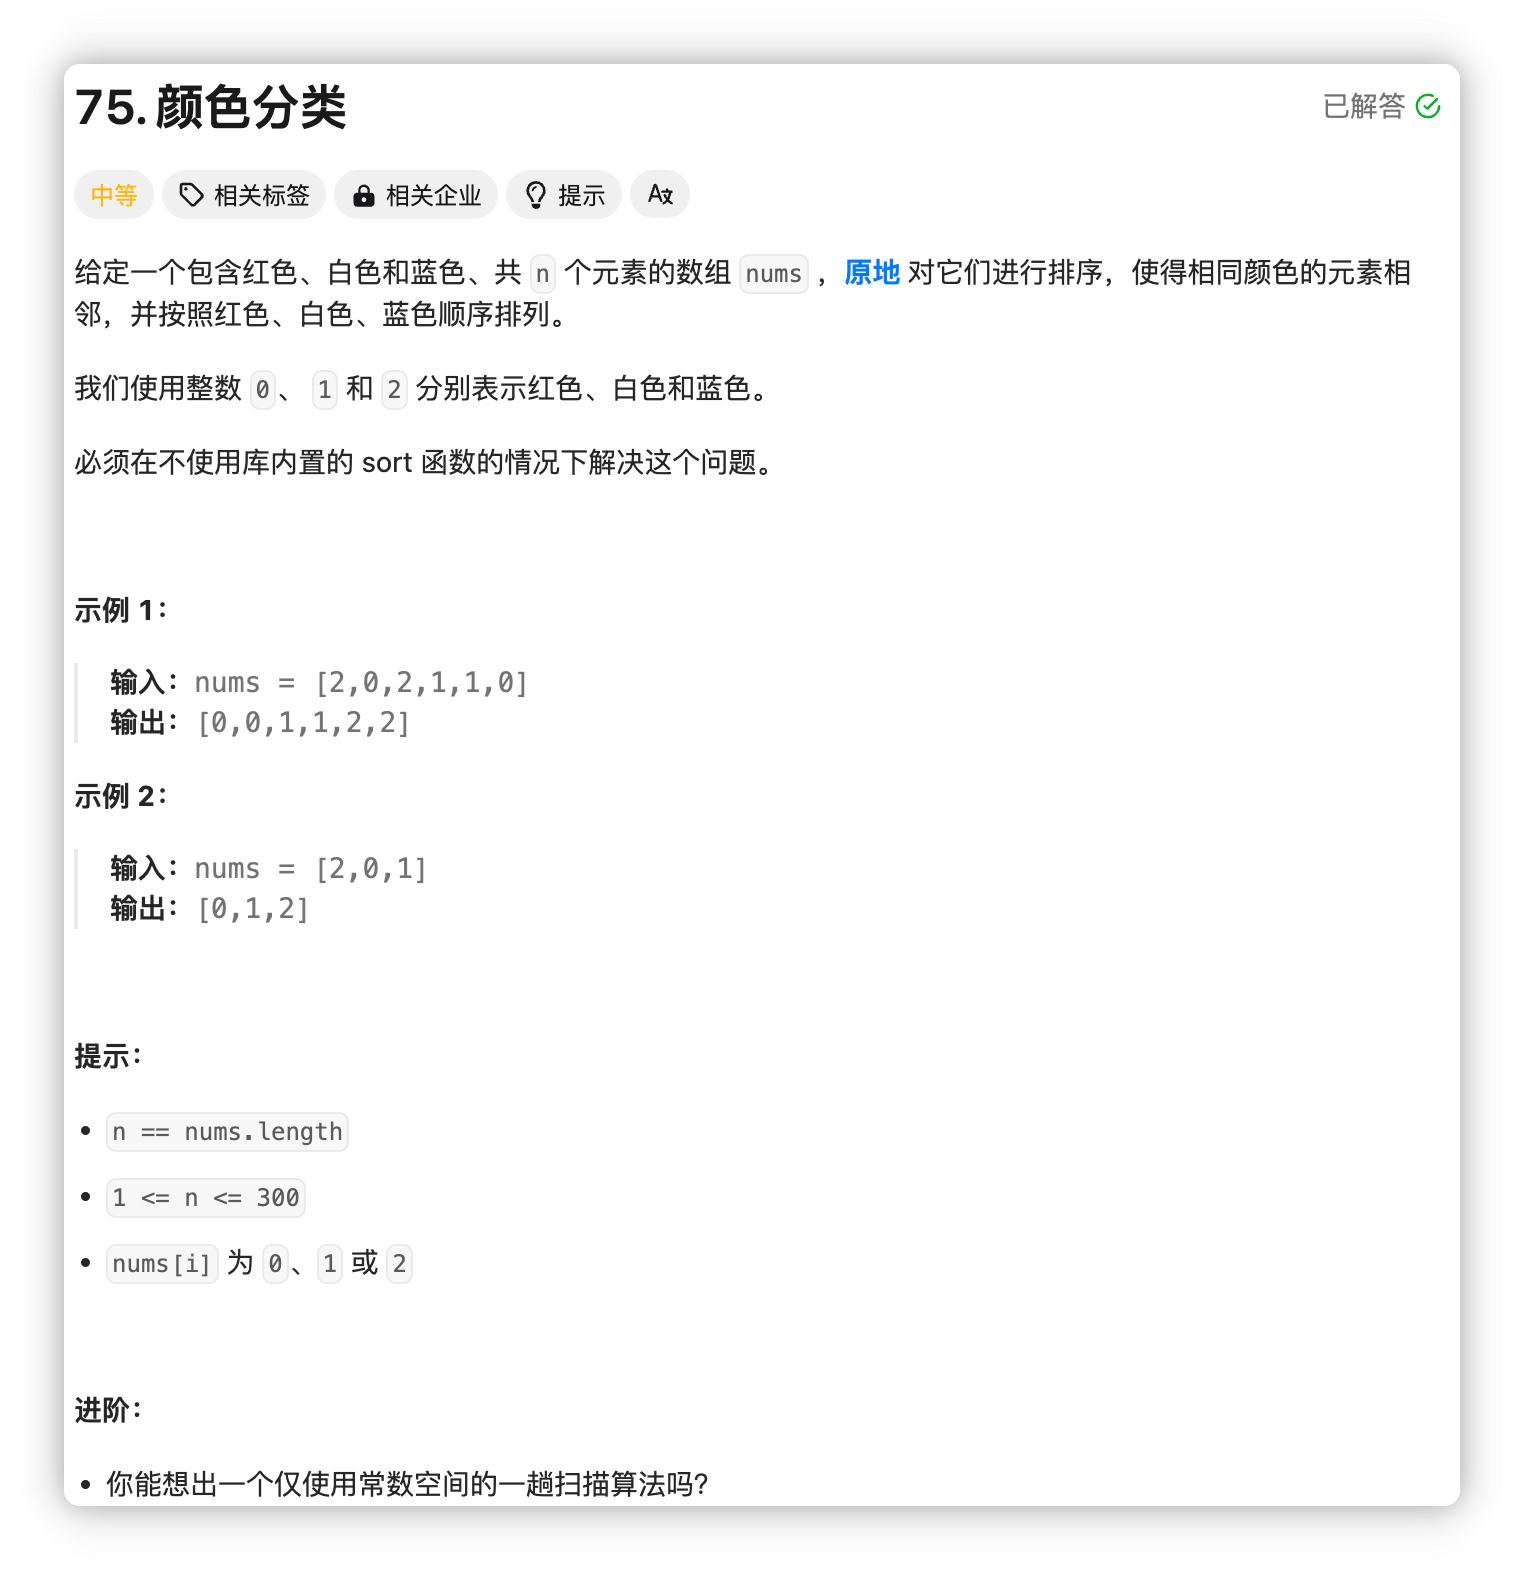 75. 颜色分类
已解答
中等 相关标签 相关企业 提示
给定一个包含红色、白色和蓝色、共 n 个元素的数组 nums ，原地 对它们进行排序，使得相同颜色的元素相
邻，并按照红色、白色、蓝色顺序排列。
我们使用整数 0、 1 和 2 分别表示红色、白色和蓝色。
必须在不使用库内置的 sort 函数的情况下解决这个问题。
示例 1：
输入：nums = [2,0,2,1,1,0]
输出：[0,0,1,1,2,2]
示例 2：
输入：nums = [2,0,1]
输出：[0,1,2]
提示：
n == nums.length
1 <= n <= 300
nums[i] 为 0、1 或 2
进阶：
你能想出一个仅使用常数空间的一趟扫描算法吗？